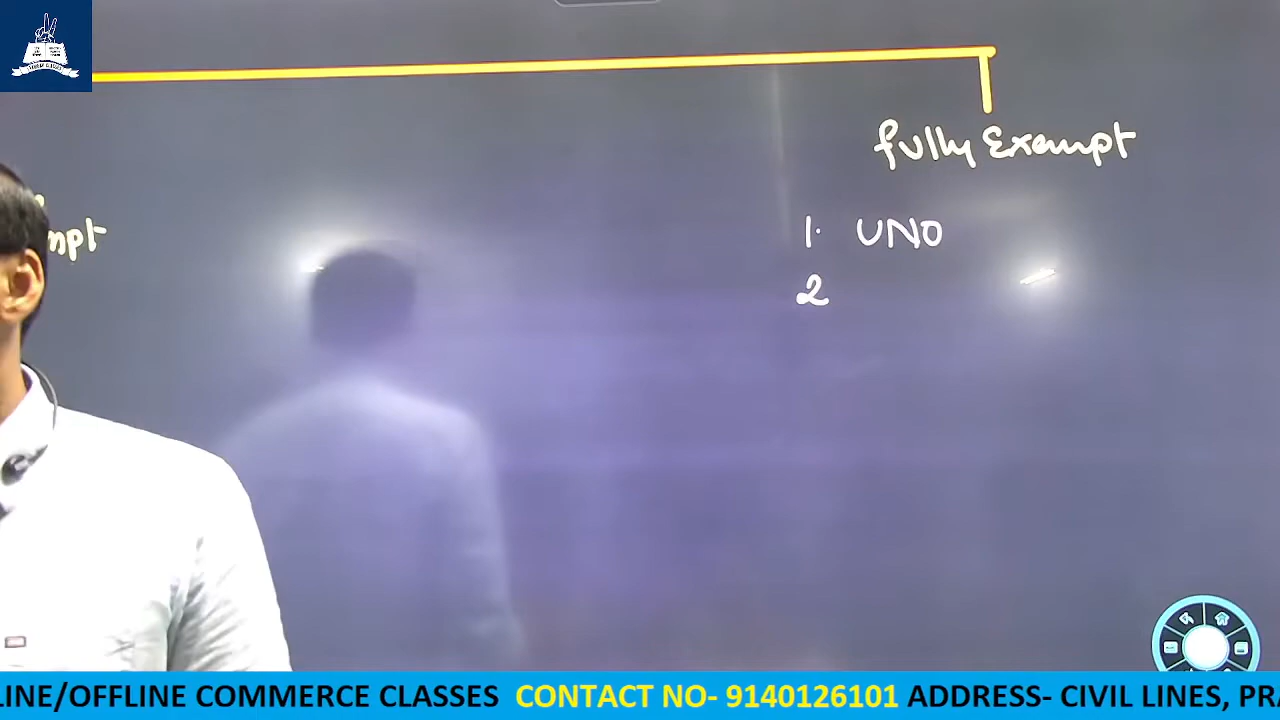 fully Exempt
1. UNO
mpt
2
LINE/OFFLINE COMMERCE CLASSES CONTACT NO- 9140126101 ADDRESS- CIVIL LINES, PRA